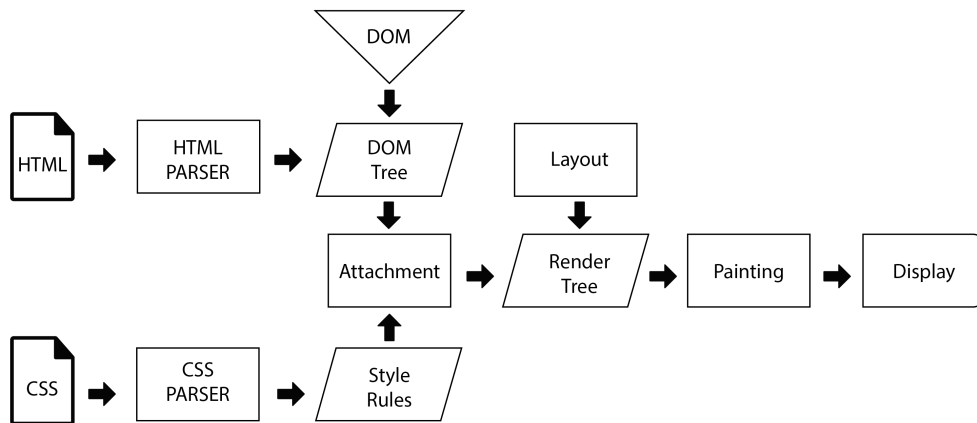 DOM
HTML
HTML
PARSER
DOM
Tree
Layout
Attachment
Render
Tree
Painting
Display
CSS
CSS
PARSER
Style
Rules